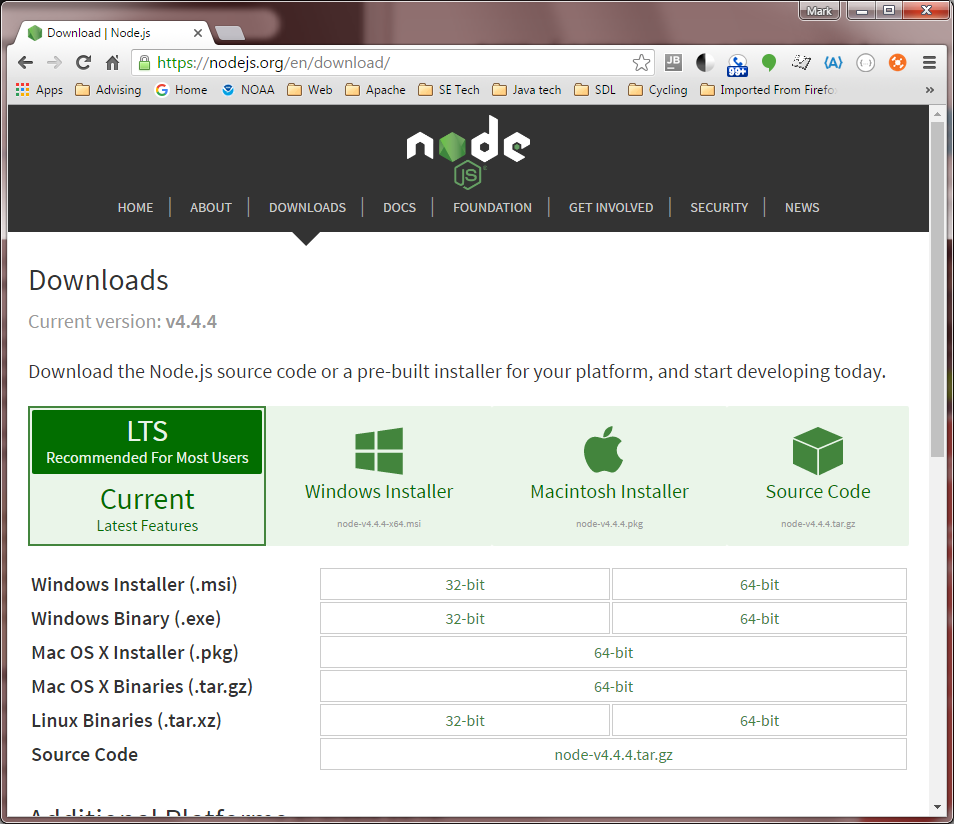 Mark
Download | Node.js
https://nodejs.org/en/download/
JB
99+
Apps Advising Home NOAA Web Apache SE Tech Java tech SDL Cycling Imported From Firefo
node
JS
HOME ABOUT DOWNLOADS DOCS FOUNDATION GET INVOLVED SECURITY NEWS
Downloads
Current version: v4.4.4
Download the Node.js source code or a pre-built installer for your platform, and start developing today.
LTS
Recommended For Most Users
Current
Latest Features
Windows Installer
node-v4.4.4-x64.msi
Macintosh Installer
node-v4.4.4.pkg
Source Code
node-v4.4.4.tar.gz
Windows Installer (.msi) 32-bit 64-bit
Windows Binary (.exe) 32-bit 64-bit
Mac OS X Installer (.pkg) 64-bit
Mac OS X Binaries (.tar.gz) 64-bit
Linux Binaries (.tar.xz) 32-bit 64-bit
Source Code node-v4.4.4.tar.gz
Additional Platforms